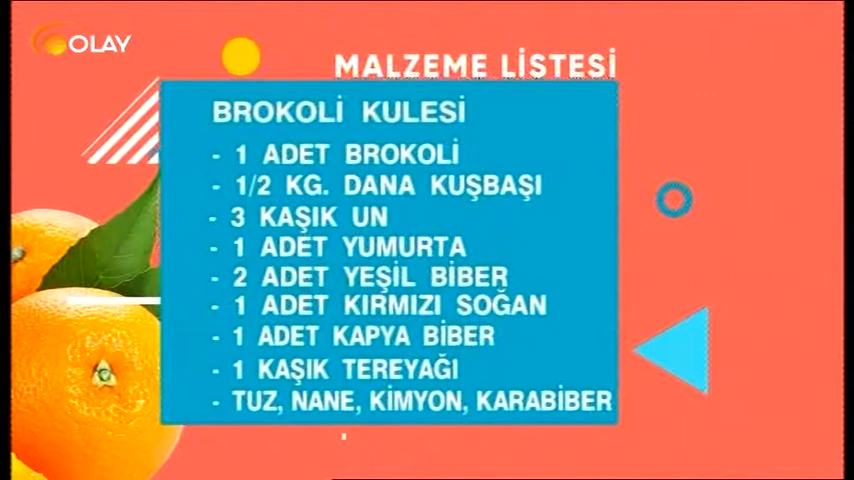 OLAY
MALZEME LİSTESİ
BROKOLİ KULESİ
- 1 ADET BROKOLİ
- 1/2 KG. DANA KUŞBAŞI
- 3 KAŞIK UN
- 1 ADET YUMURTA
- 2 ADET YEŞİL BİBER
- 1 ADET KIRMIZI SOĞAN
- 1 ADET KAPYA BİBER
- 1 KAŞIK TEREYAĞI
- TUZ, NANE, KİMYON, KARABİBER